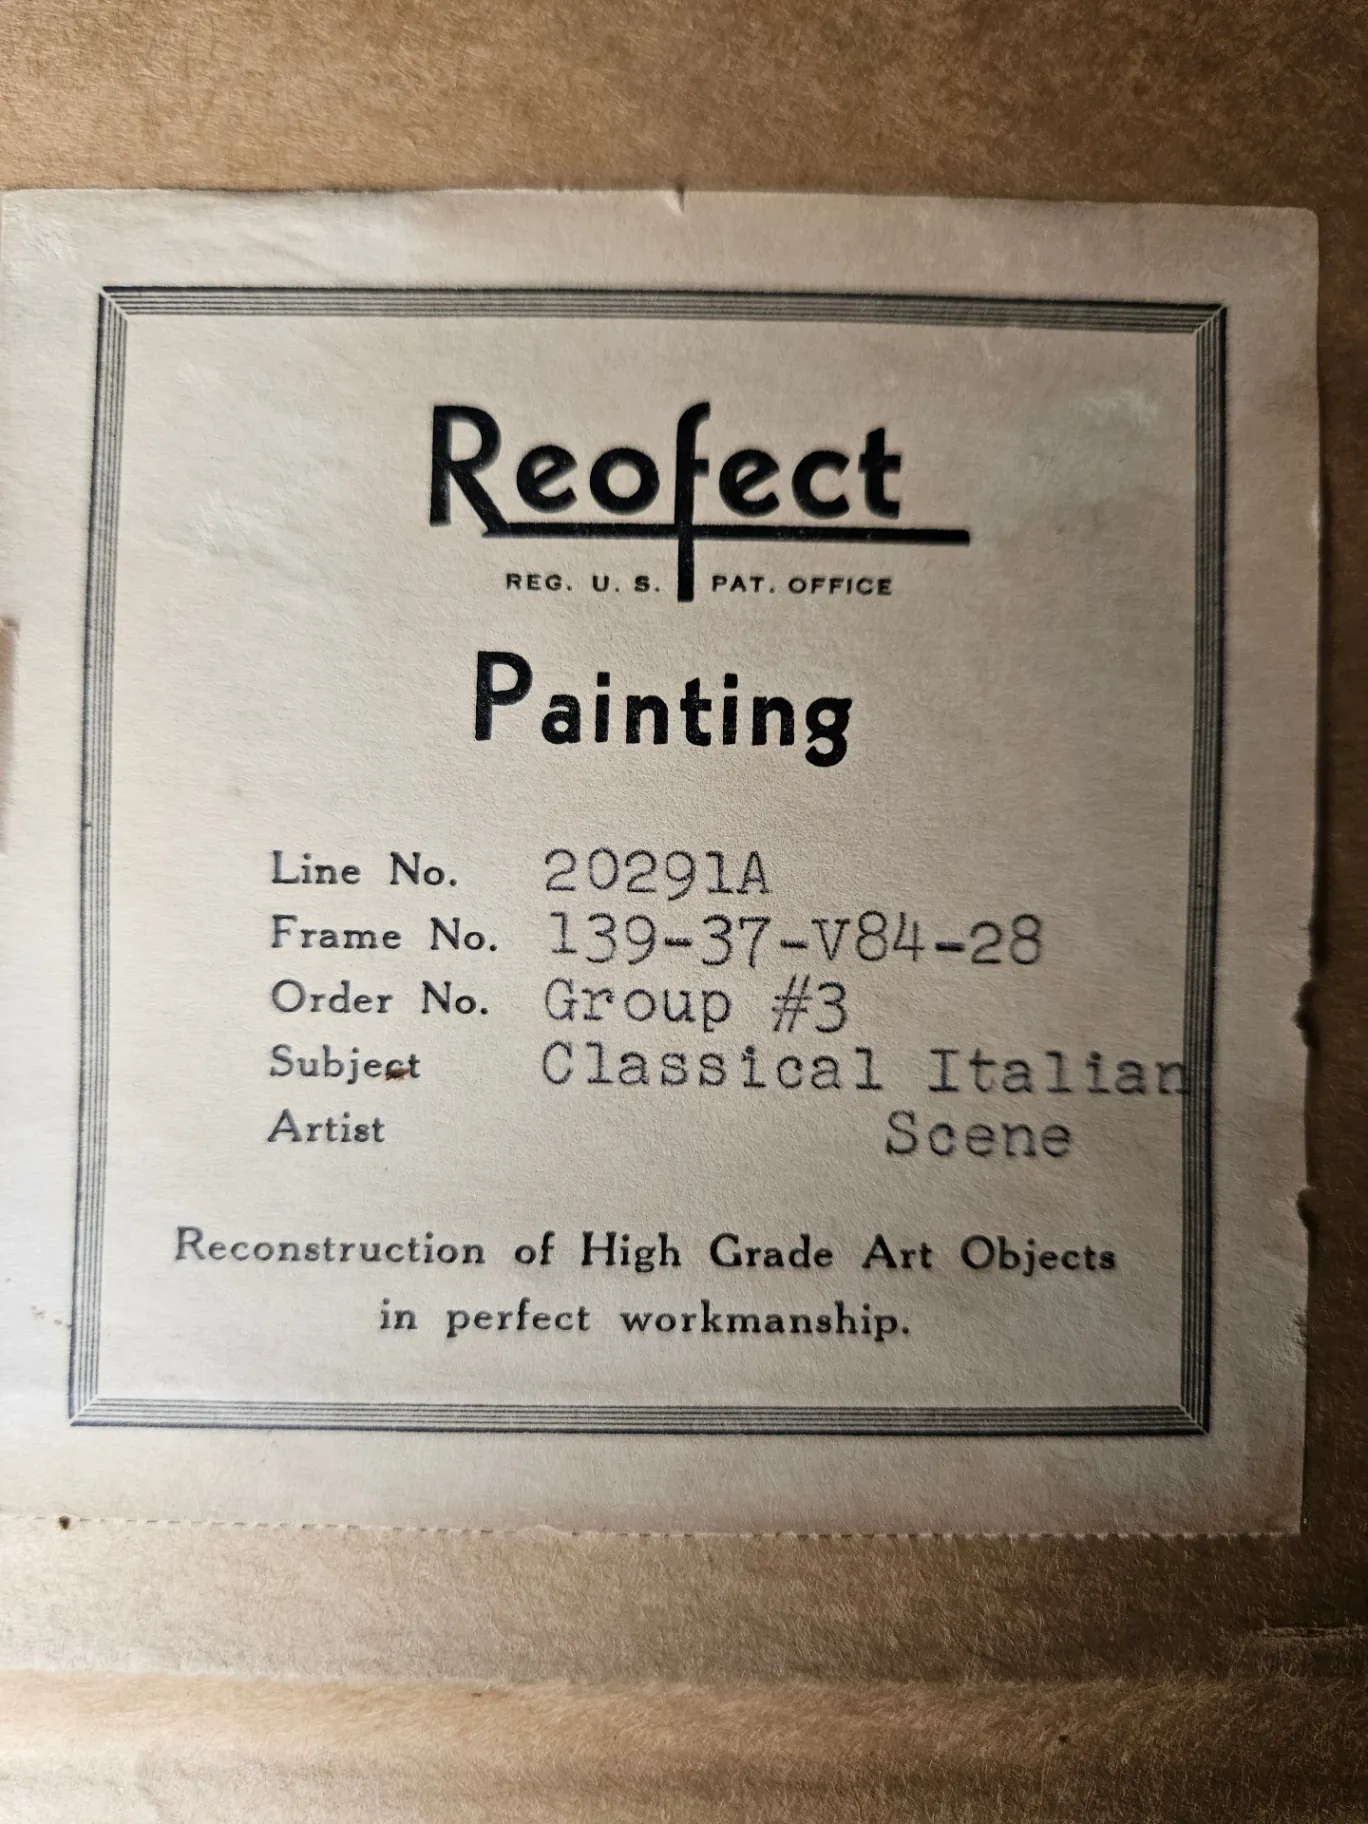 Reofect
REG. U. S. PAT. OFFICE
Painting
Line No. 20291A
Frame No. 139-37-V84-28
Order No. Group #3
Subject Classical Italian
Artist Scene
Reconstruction of High Grade Art Objects
in perfect workmanship.